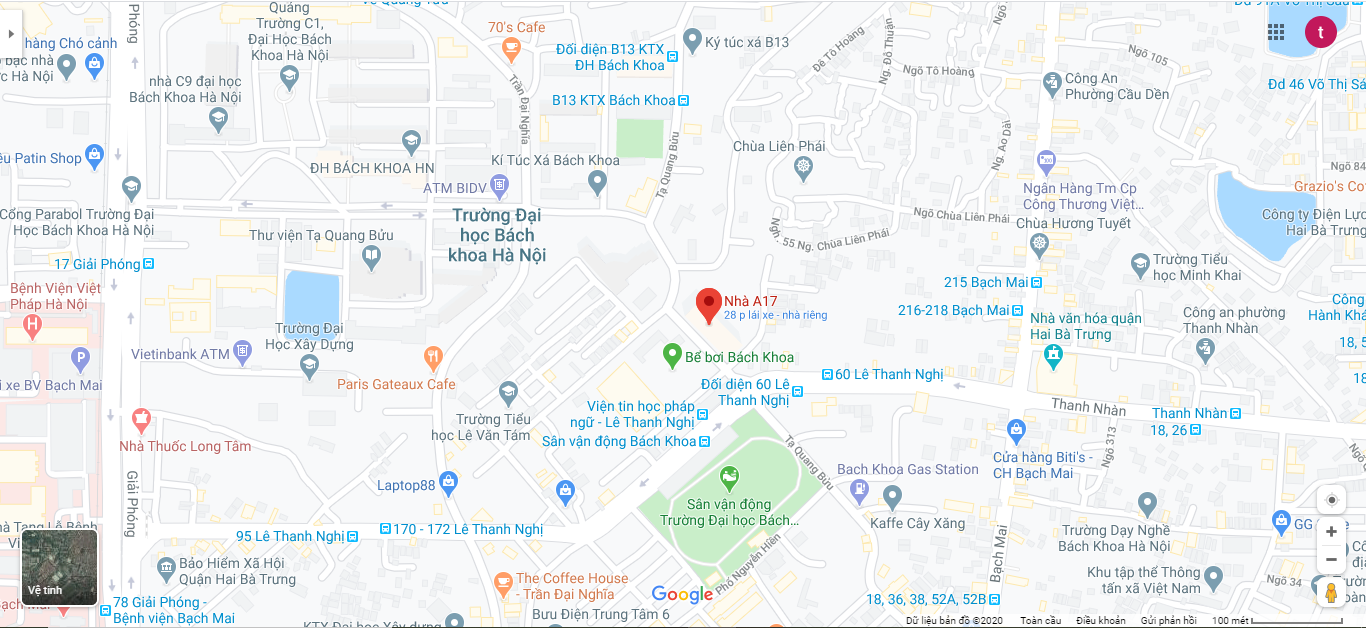 Quảng
Trường C1,
Đại Học Bách
Khoa Hà Nội
Phóng
70's Cafe
Đối diện B13 KTX
ĐH Bách Khoa
Ký túc xá B13
Đê Tô Hoàng
Ng. Đỗ Thuận
Ngõ Tô Hoàng
Ngõ 105
hàng Chó cảnh
bạc nhà
Hà Nội
nhà C9 đại học
Bách Khoa Hà Nội
Trần Đại Nghĩa
B13 KTX Bách Khoa
Công An
Phường Cầu Dền
Đd 46 Võ Thị Sá
t
Patin Shop
ĐH BÁCH KHOA HN
Kí Túc Xá Bách Khoa
Tạ Quang Bửu
Chùa Liên Phái
Ng. Ao Dài
Ngõ 84
ATM BIDV
Ngân Hàng Tm Cp
Công Thương Việt...
Grazio's Co
Cổng Parabol Trường Đại
Học Bách Khoa Hà Nội
Trường Đại
học Bách
khoa Hà Nội
Thư viện Tạ Quang Bửu
Ngõ Chùa Liên Phái
Ngh. 55 Ng. Chùa Liên Phái
Chùa Hương Tuyết
Công ty Điện Lực
Hai Bà Trưng
17 Giải Phóng
Trường Tiểu
học Minh Khai
Bệnh Viện Việt
Pháp Hà Nội
215 Bạch Mai
216-218 Bạch Mai
Nhà A17
28 p lái xe - nhà riêng
Nhà văn hóa quận
Hai Bà Trưng
Công an phường
Thanh Nhàn
Công
Hành Khá
Trường Đại
Học Xây Dựng
Vietinbank ATM
xe BV Bạch Mai
Bể bơi Bách Khoa
Paris Gateaux Cafe
Đối diện 60 Lê
Thanh Nghị
60 Lê Thanh Nghị
Trường Tiểu
học Lê Văn Tám
Viện tin học pháp
ngữ - Lê Thanh Nghị
Sân vận động Bách Khoa
Thanh Nhàn
Thanh Nhàn
18, 26
Nhà Thuốc Long Tâm
Tạ Quang Bửu
Ngõ 313
Cửa hàng Biti's -
CH Bạch Mai
Bach Khoa Gas Station
Kaffe Cây Xăng
Laptop88
Giải Phóng
Sân vận động
Trường Đại học Bách...
170 - 172 Lê Thanh Nghị
95 Lê Thanh Nghị
Phố Nguyễn Hiền
Bạch Mai
Trường Dạy Nghề
Bách Khoa Hà Nội
GG
Bảo Hiểm Xã Hội
Quận Hai Bà Trưng
The Coffee House
- Trần Đại Nghĩa
Khu tập thể Thông
tấn xã Việt Nam
Ngõ 34
Vệ tinh
Google
78 Giải Phóng -
Bệnh viện Bạch Mai
Bưu Điện Trung Tâm 6
18, 36, 38, 52A, 52B
KTX Đại học Xây dựng
Dữ liệu bản đồ ©2020
Toàn cầu
Điều khoản
Gửi phản hồi
100 mét